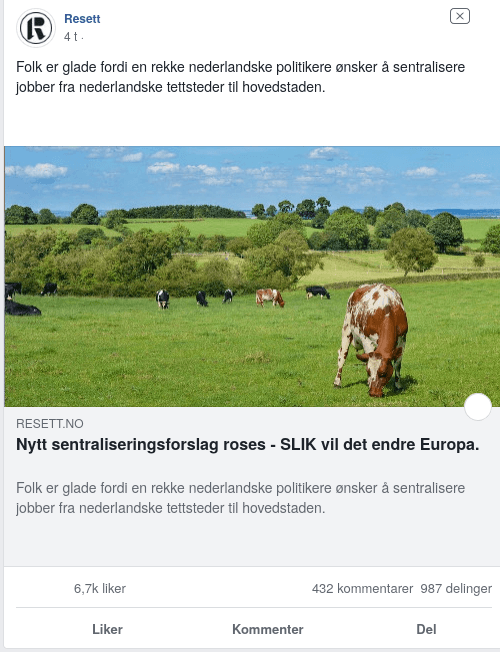 Resett
4 t ·
Folk er glade fordi en rekke nederlandske politikere ønsker å sentralisere
jobber fra nederlandske tettsteder til hovedstaden.
RESETT.NO
Nytt sentraliseringsforslag roses - SLIK vil det endre Europa.
Folk er glade fordi en rekke nederlandske politikere ønsker å sentralisere
jobber fra nederlandske tettsteder til hovedstaden.
6,7k liker 432 kommentarer 987 delinger
Liker Kommenter Del